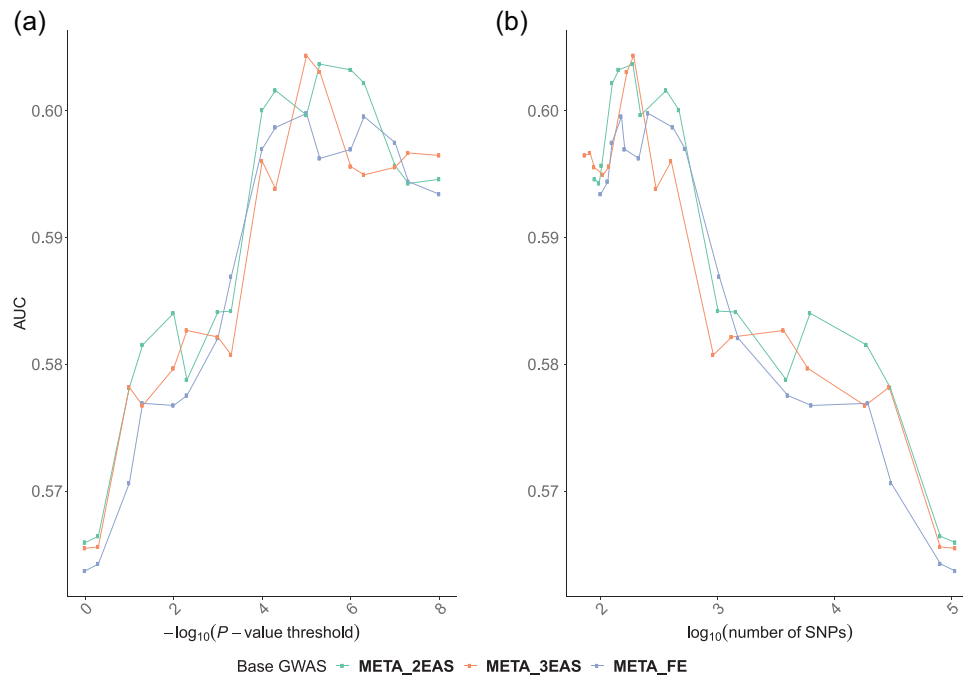 (a)
(b)
AUC
0.60
0.59
0.58
0.57
0
2
4
6
8
−log10(P−value threshold)
0.60
0.59
0.58
0.57
2
3
4
5
log10(number of SNPs)
Base GWAS META_2EAS META_3EAS META_FE